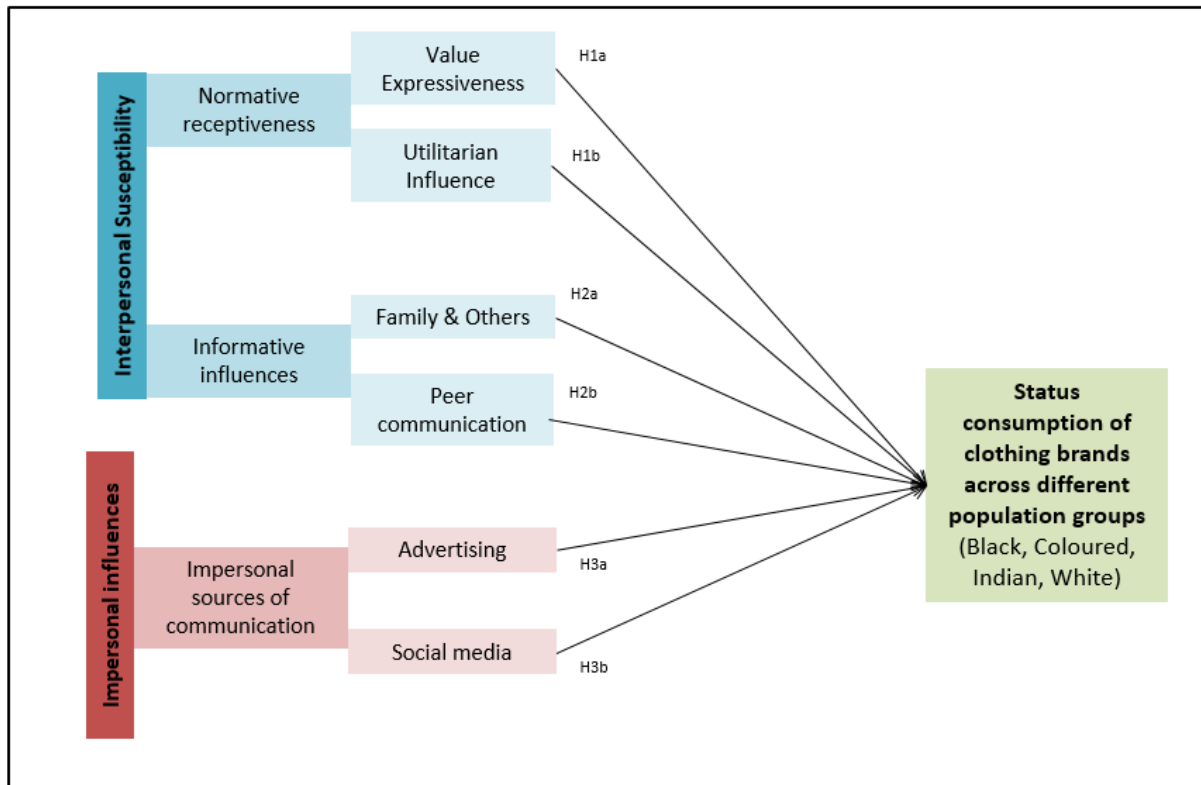 Interpersonal Susceptibility
Normative
receptiveness
Value
Expressiveness
H1a
Utilitarian
Influence
H1b
Informative
influences
Family & Others
H2a
Peer
communication
H2b
Impersonal influences
Impersonal
sources of
communication
Advertising
H3a
Social media
H3b
Status
consumption of
clothing brands
across different
population groups
(Black, Coloured,
Indian, White)